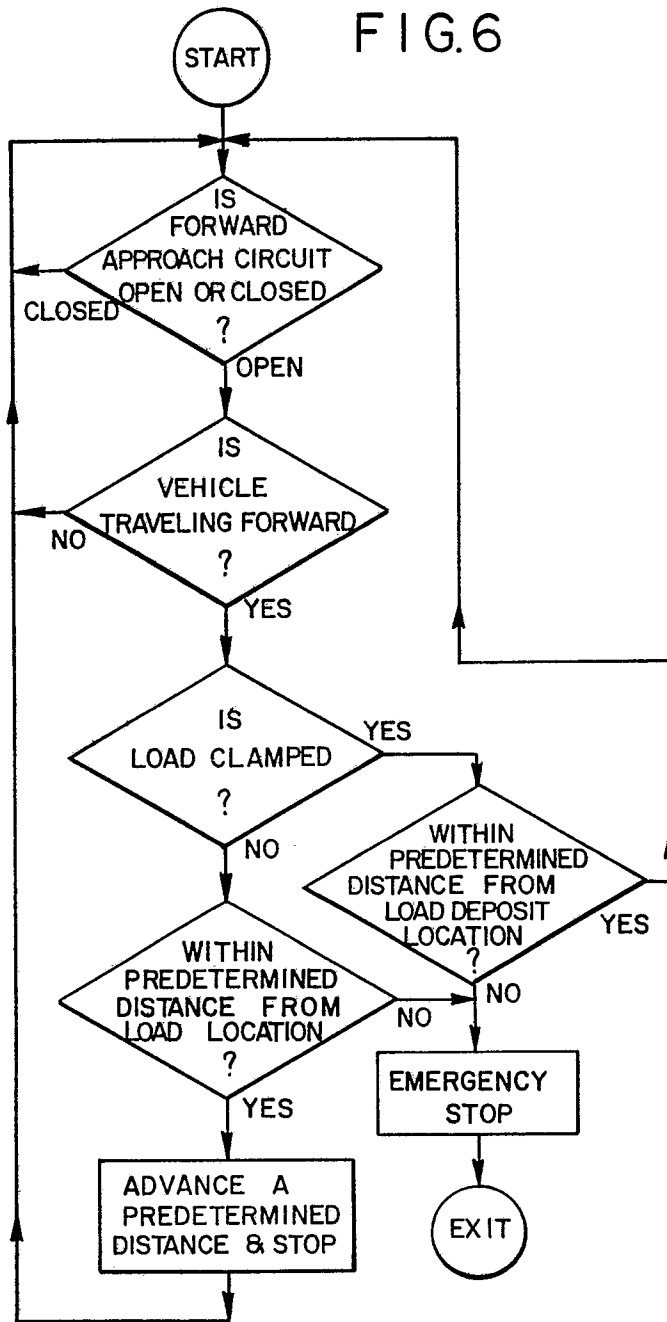 FIG.6
START
IS
FORWARD
APPROACH CIRCUIT
OPEN OR CLOSED
?
CLOSED
OPEN
IS
VEHICLE
TRAVELING FORWARD
?
NO
YES
IS
LOAD CLAMPED
?
YES
NO
WITHIN
PREDETERMINED
DISTANCE FROM
LOAD DEPOSIT
LOCATION
?
YES
NO
WITHIN
PREDETERMINED
DISTANCE FROM
LOAD LOCATION
?
NO
YES
EMERGENCY
STOP
ADVANCE A
PREDETERMINED
DISTANCE & STOP
EXIT